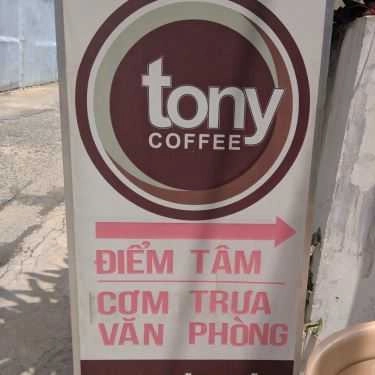 tony
COFFEE
ĐIỂM TÂM
CƠM TRƯA
VĂN PHÒNG